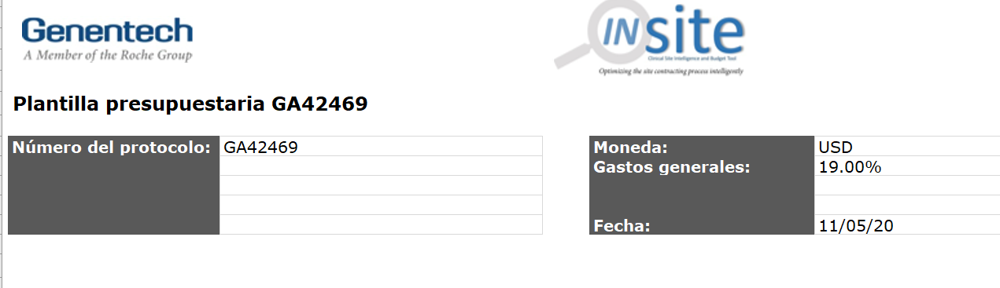 Genentech
A Member of the Roche Group
INsite
Clinical Site Intelligence and Budget Tool
Optimizing the site contracting process intelligently
Plantilla presupuestaria GA42469
Número del protocolo: GA42469
Moneda: USD
Gastos generales: 19.00%
Fecha: 11/05/20